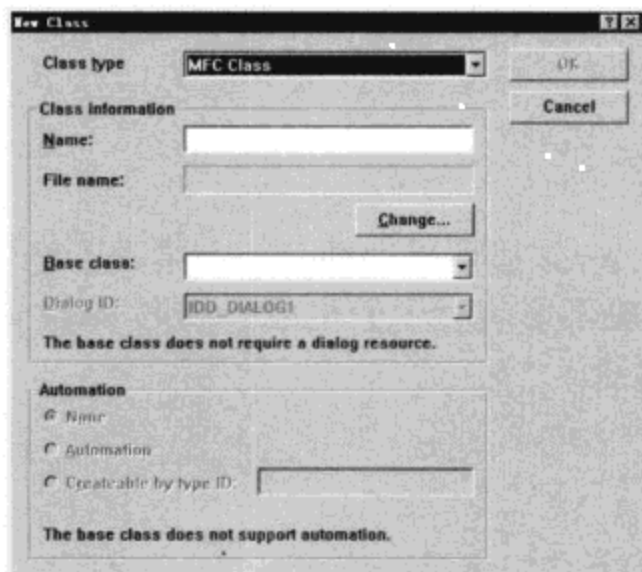 New Class
Class type MFC Class OK
Cancel
Class information
Name:
File name:
Change...
Base class:
Dialog ID: IDD_DIALOG1
The base class does not require a dialog resource.
Automation
None
Automation
Createable by type ID:
The base class does not support automation.